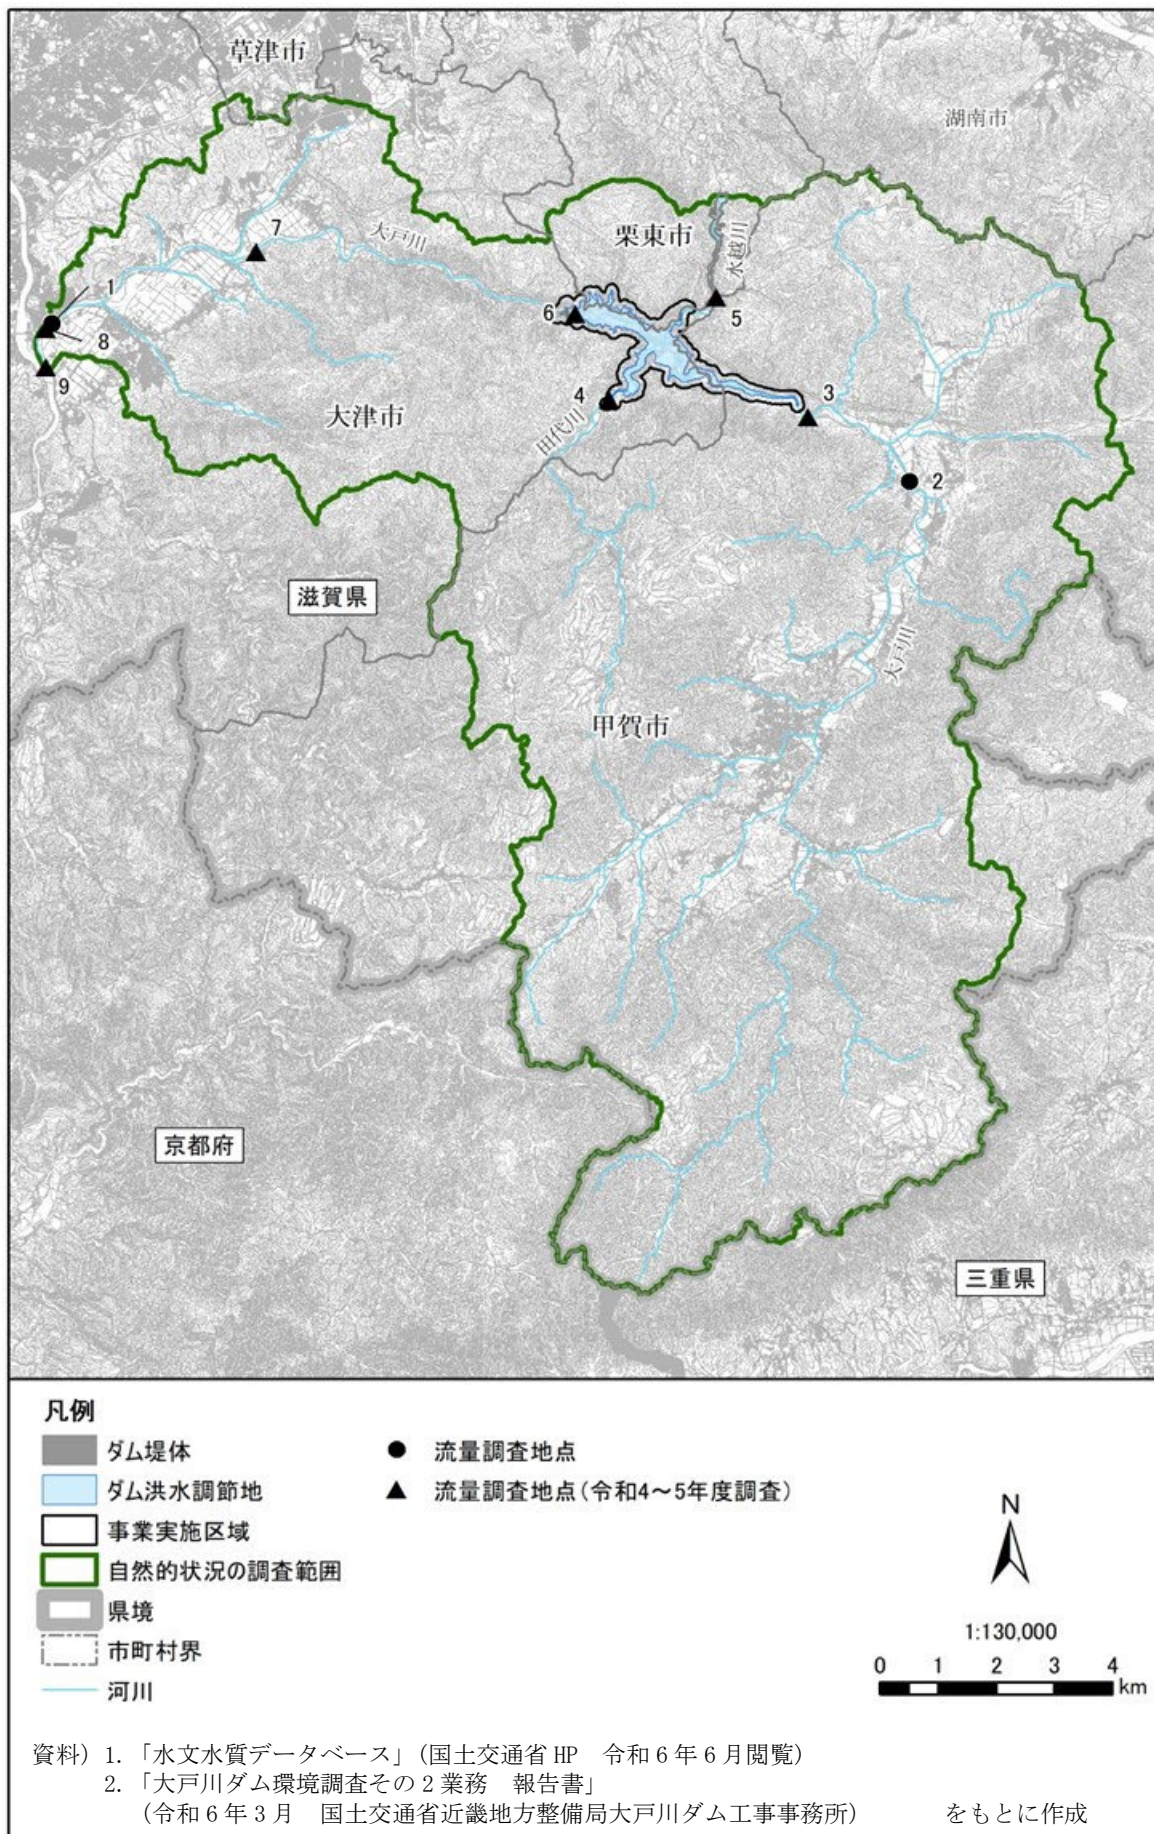 草津市
湖南市
栗東市
水越川
大戸川
7
1
8
9
6
5
4
3
2
大津市
田代川
滋賀県
大戸川
甲賀市
京都府
三重県
凡例
ダム堤体
ダム洪水調節地
事業実施区域
自然的状況の調査範囲
県境
市町村界
河川
流量調査地点
流量調査地点(令和4～5年度調査)
N
1:130,000
0 1 2 3 4
km
資料) 1. 「水文水質データベース」(国土交通省 HP 令和 6 年 6 月閲覧)
2. 「大戸川ダム環境調査その 2 業務 報告書」
(令和 6 年 3 月 国土交通省近畿地方整備局大戸川ダム工事事務所) をもとに作成